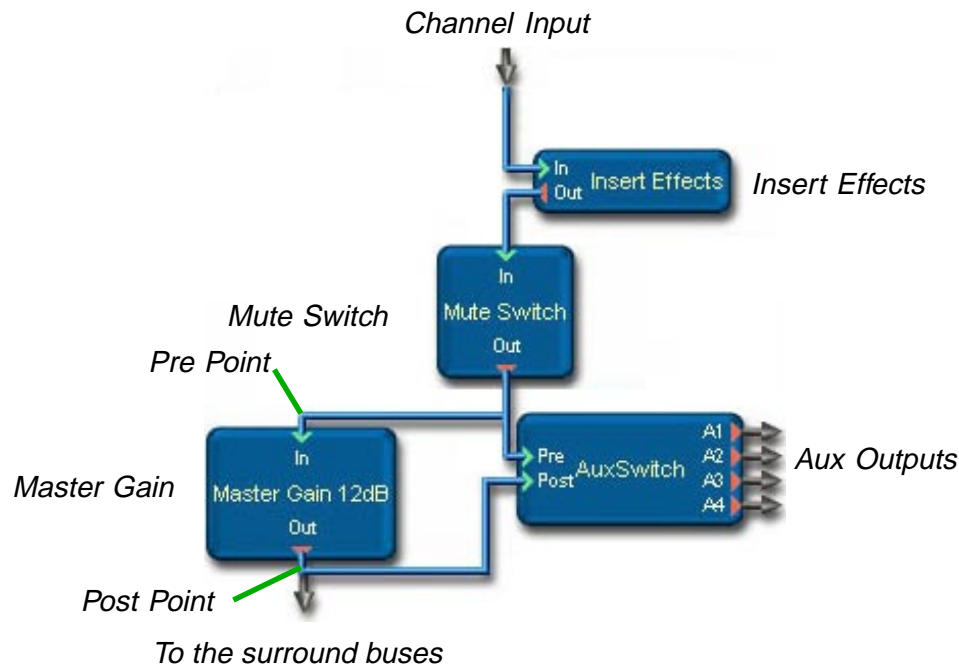 Channel Input
In
Out
Insert Effects
Insert Effects
In
Mute Switch
Out
Mute Switch
Pre Point
In
Master Gain 12dB
Out
Master Gain
Pre
Post
AuxSwitch
A1
A2
A3
A4
Aux Outputs
Post Point
To the surround buses